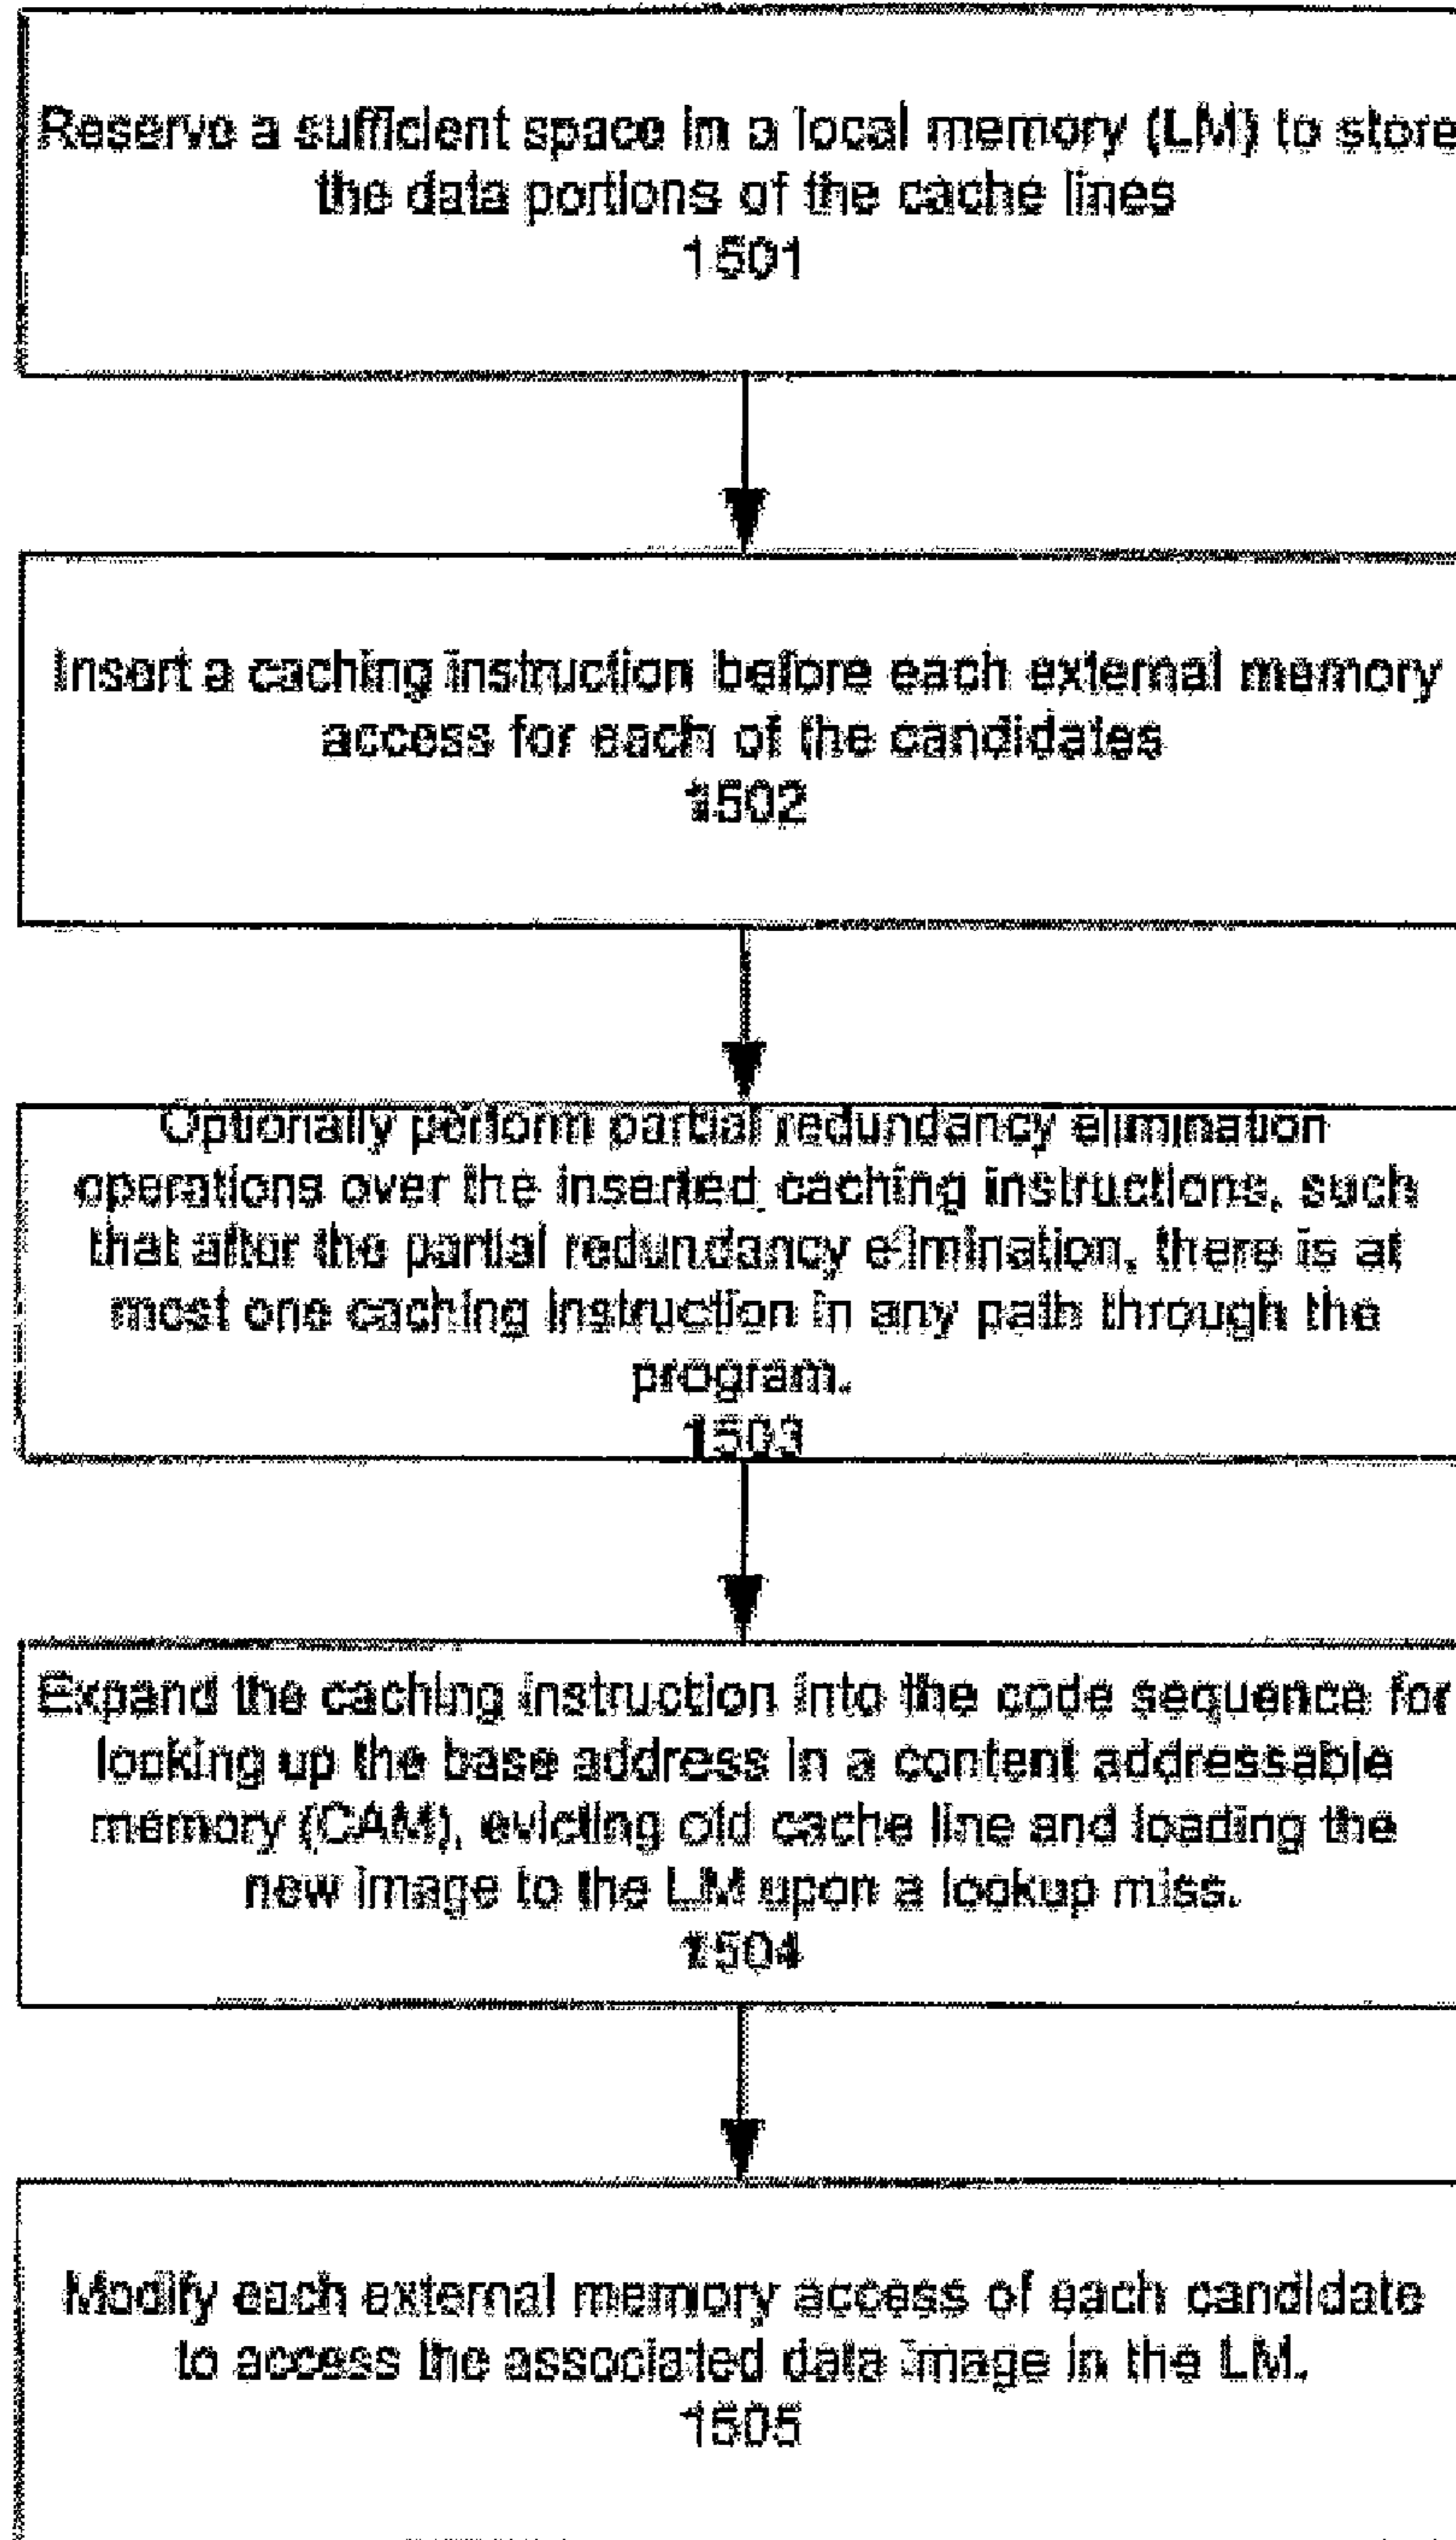 Reserve a sufficient space in a local memory (LM) to store
the data portions of the cache lines
1501
Insert a caching instruction before each external memory
access for each of the candidates
1502
Optionally perform partial redundancy elimination
operations over the inserted caching instructions, such
that after the partial redundancy elimination, there is at
most one caching instruction in any path through the
program.
1503
Expand the caching instruction into the code sequence for
looking up the base address in a content addressable
memory (CAM), evicting old cache line and loading the
new image to the LM upon a lookup miss.
1504
Modify each external memory access of each candidate
to access the associated data image in the LM.
1505